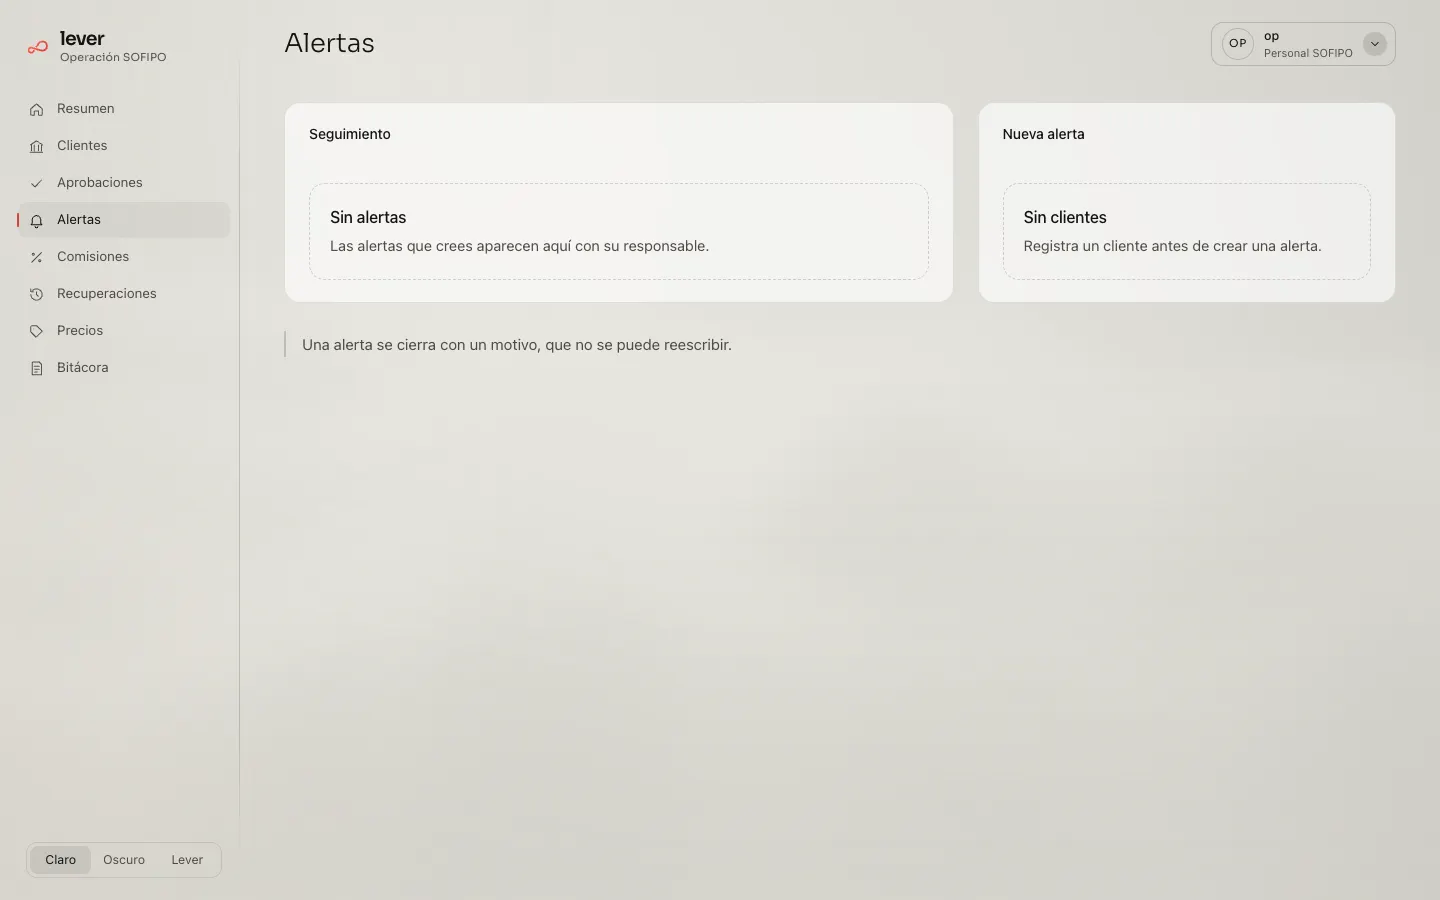 lever
Operación SOFIPO
Resumen
Clientes
Aprobaciones
Alertas
Comisiones
Recuperaciones
Precios
Bitácora
Claro
Oscuro
Lever
Alertas
OP
op
Personal SOFIPO
Seguimiento
Sin alertas
Las alertas que crees aparecen aquí con su responsable.
Nueva alerta
Sin clientes
Registra un cliente antes de crear una alerta.
Una alerta se cierra con un motivo, que no se puede reescribir.